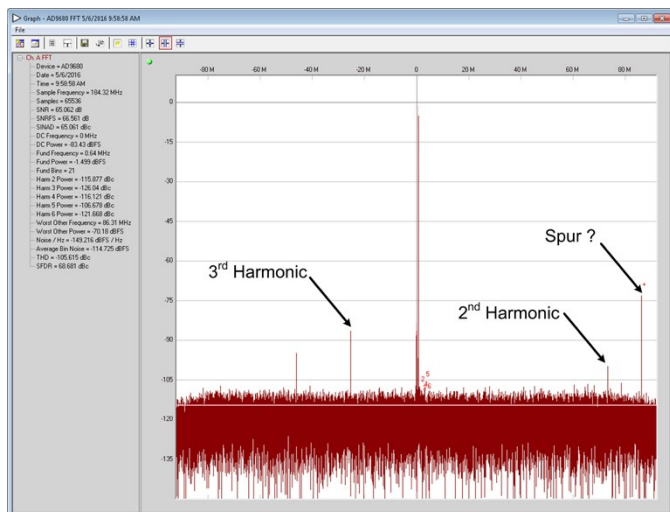 Graph - AD9680 FFT 5/6/2016 9:58:58 AM
File
Ch. A FFT
Device = AD9680
Date = 5/6/2016
Time = 9:58:58 AM
Sample Frequency = 184.32 MHz
Samples = 65536
SNR = 65.062 dB
SNRFS = 66.561 dB
SINAD = 65.061 dBc
DC Frequency = 0 MHz
DC Power = -83.43 dBFS
Fund Frequency = 0.64 MHz
Fund Power = -1.499 dBFS
Fund Bins = 21
Harm 2 Power = -115.877 dBc
Harm 3 Power = -126.04 dBc
Harm 4 Power = -116.121 dBc
Harm 5 Power = -106.678 dBc
Harm 6 Power = -121.668 dBc
Worst Other Frequency = 86.31 MHz
Worst Other Power = -70.18 dBFS
Noise / Hz = -149.216 dBFS / Hz
Average Bin Noise = -114.725 dBFS
THD = -105.615 dBc
SFDR = 68.681 dBc
-80 M -60 M -40 M -20 M 0 20 M 40 M 60 M 80 M
0
-15
-30
-45
-60
-75
-90
-105
-120
-135
Spur ?
+
3rd Harmonic
2nd Harmonic
5
2
4
6